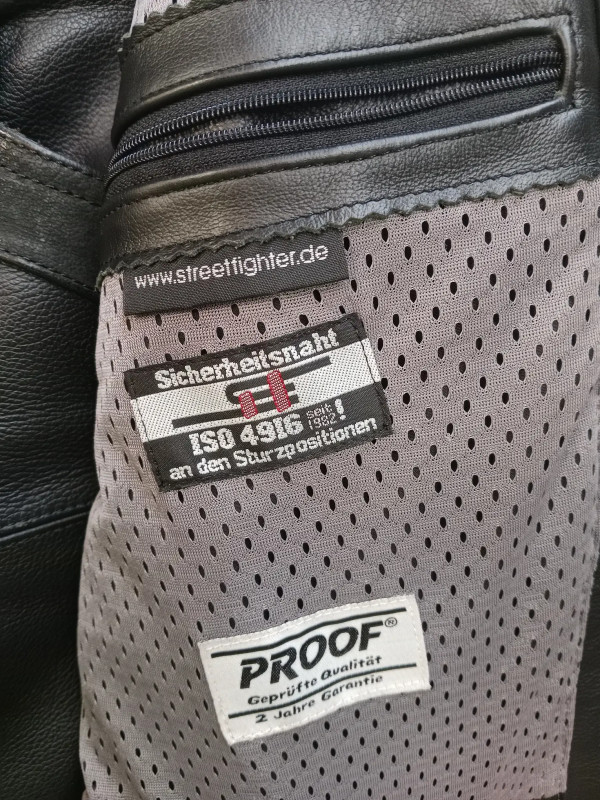 www.streetfighter.de
Sicherheitsnaht
ISO 4916 seit 1982!
an den Sturzpositionen
PROOF®
Geprüfte Qualität
2 Jahre Garantie